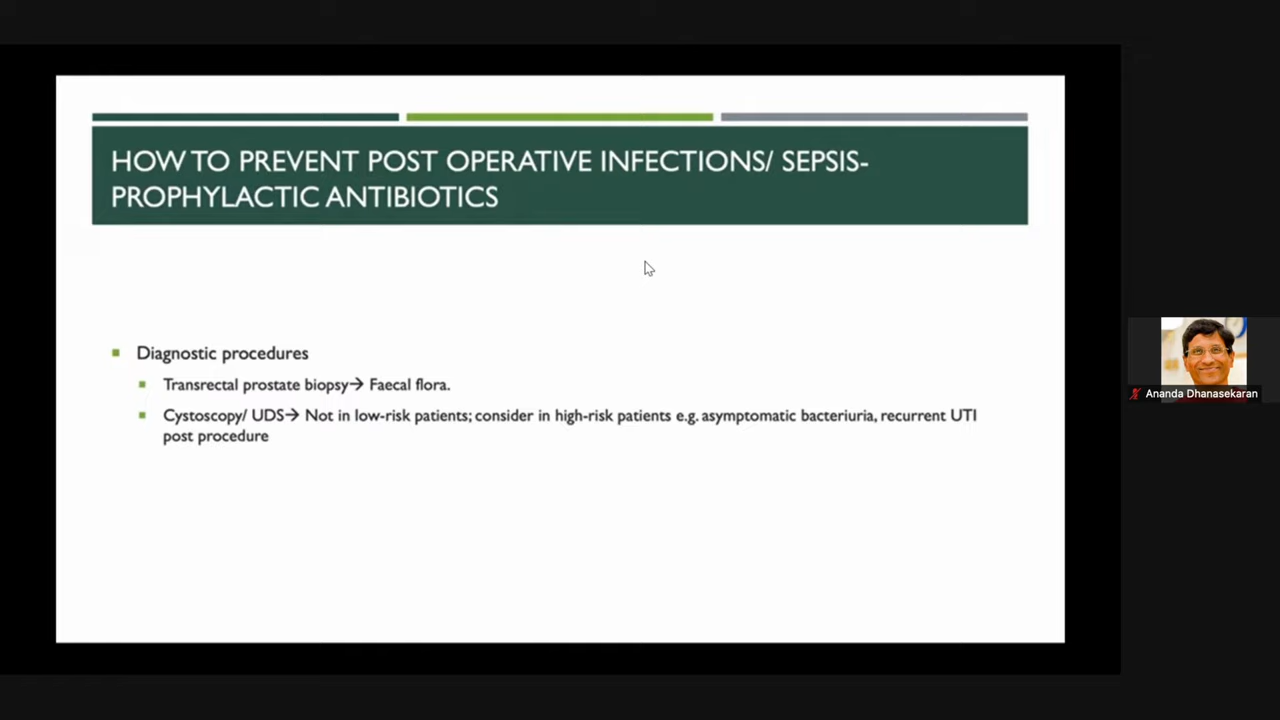 HOW TO PREVENT POST OPERATIVE INFECTIONS/ SEPSIS-
PROPHYLACTIC ANTIBIOTICS
Diagnostic procedures
Transrectal prostate biopsy→ Faecal flora.
Cystoscopy/ UDS→ Not in low-risk patients; consider in high-risk patients e.g. asymptomatic bacteriuria, recurrent UTI
post procedure
Ananda Dhanasekaran